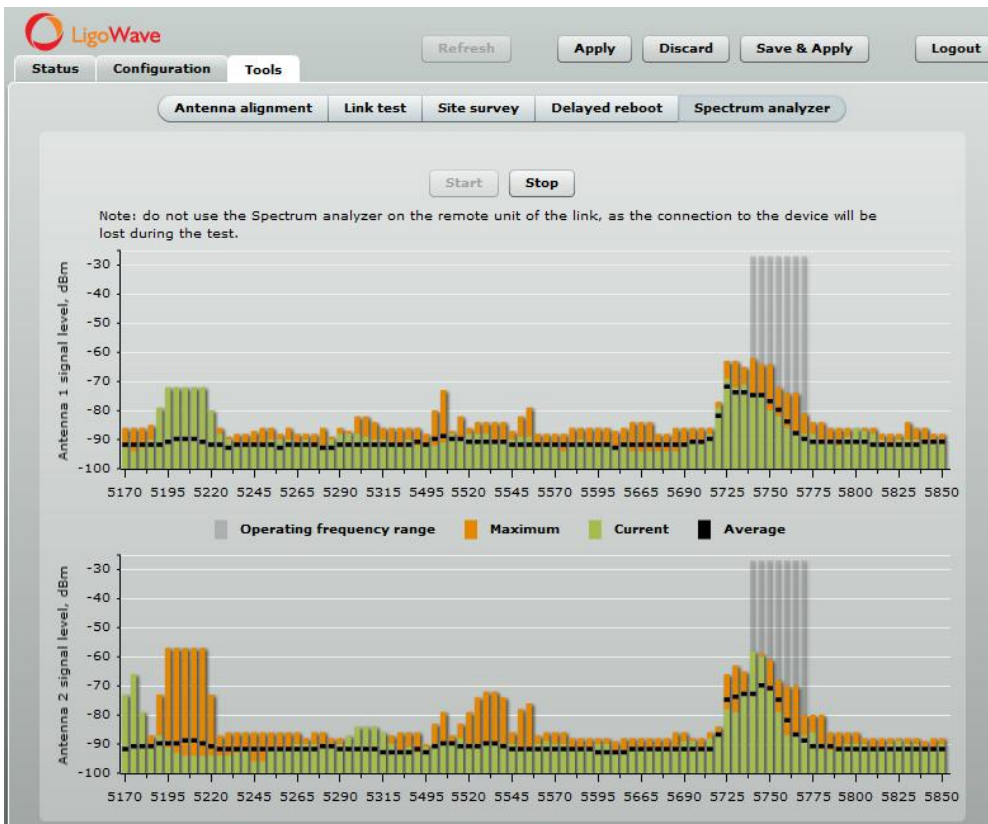 LigoWave
Refresh Apply Discard Save & Apply Logout
Status Configuration Tools
Antenna alignment Link test Site survey Delayed reboot Spectrum analyzer
Start Stop
Note: do not use the Spectrum analyzer on the remote unit of the link, as the connection to the device will be
lost during the test.
Antenna 1 signal level, dBm
-30
-40
-50
-60
-70
-80
-90
-100
5170 5195 5220 5245 5265 5290 5315 5495 5520 5545 5570 5595 5665 5690 5725 5750 5775 5800 5825 5850
Operating frequency range Maximum Current Average
Antenna 2 signal level, dBm
-30
-40
-50
-60
-70
-80
-90
-100
5170 5195 5220 5245 5265 5290 5315 5495 5520 5545 5570 5595 5665 5690 5725 5750 5775 5800 5825 5850